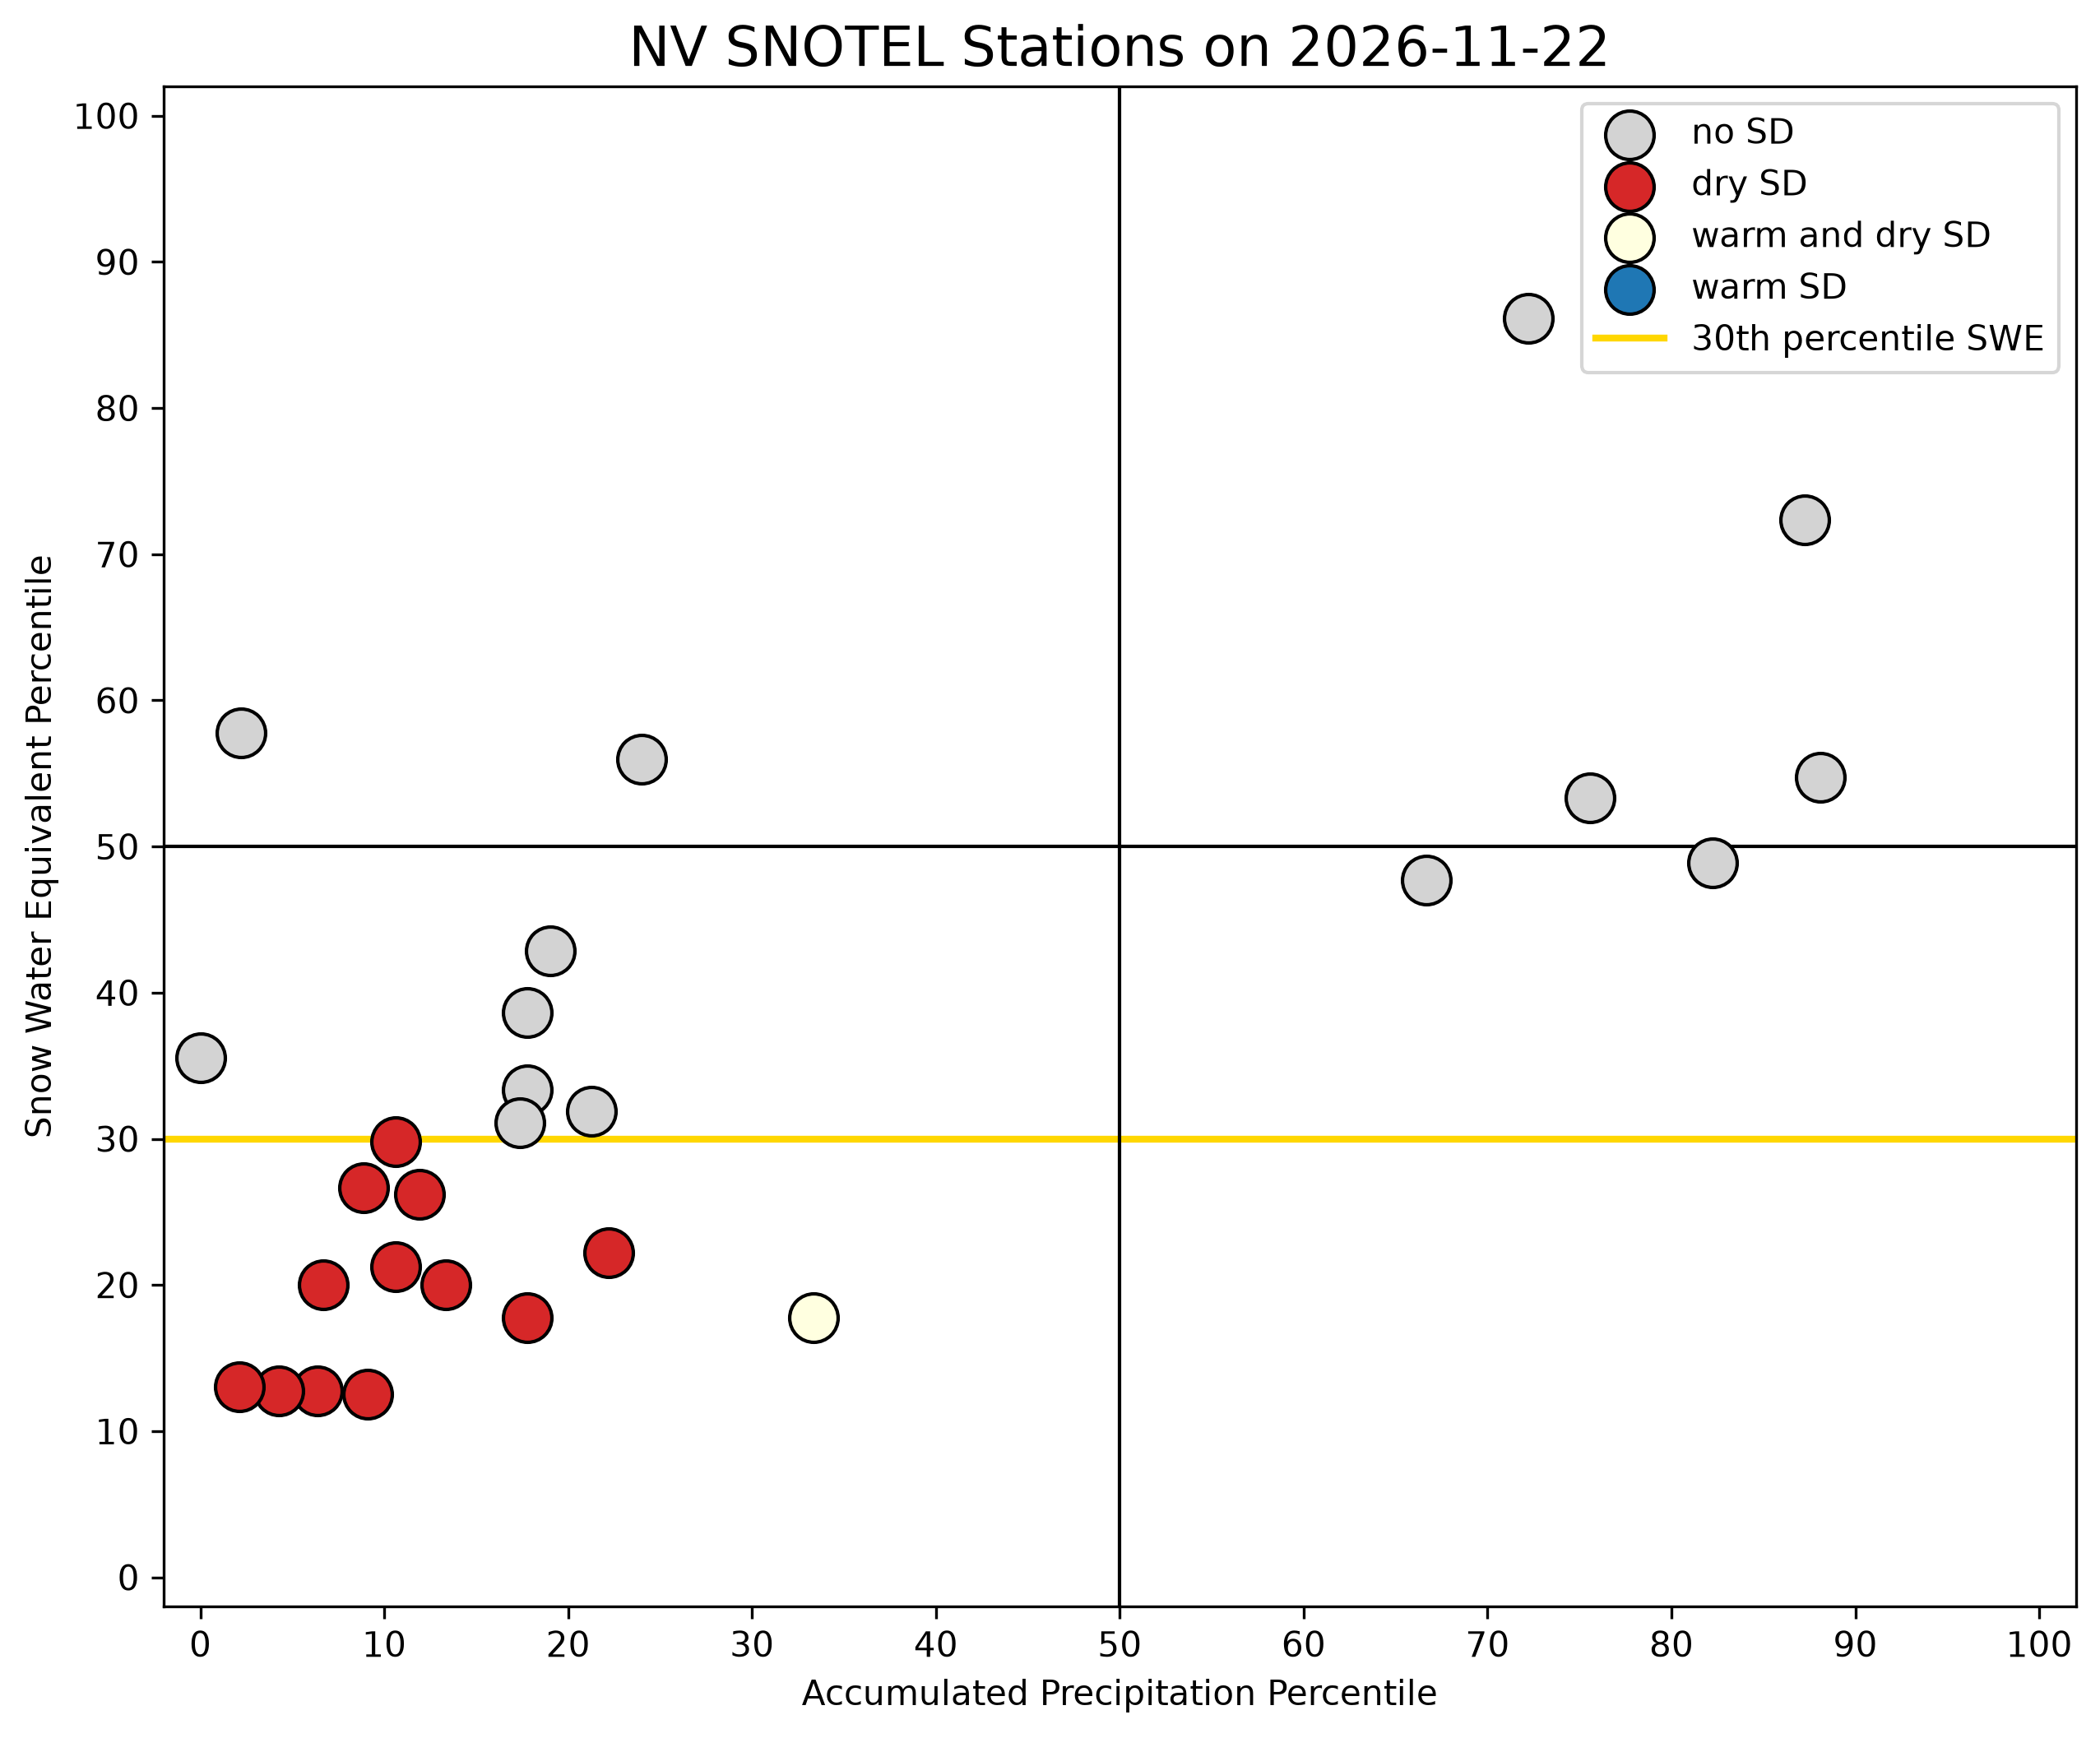 NV SNOTEL Stations on 2026-11-22
no SD
dry SD
warm and dry SD
warm SD
30th percentile SWE
Snow Water Equivalent Percentile
100
90
80
70
60
50
40
30
20
10
0
0 10 20 30 40 50 60 70 80 90 100
Accumulated Precipitation Percentile